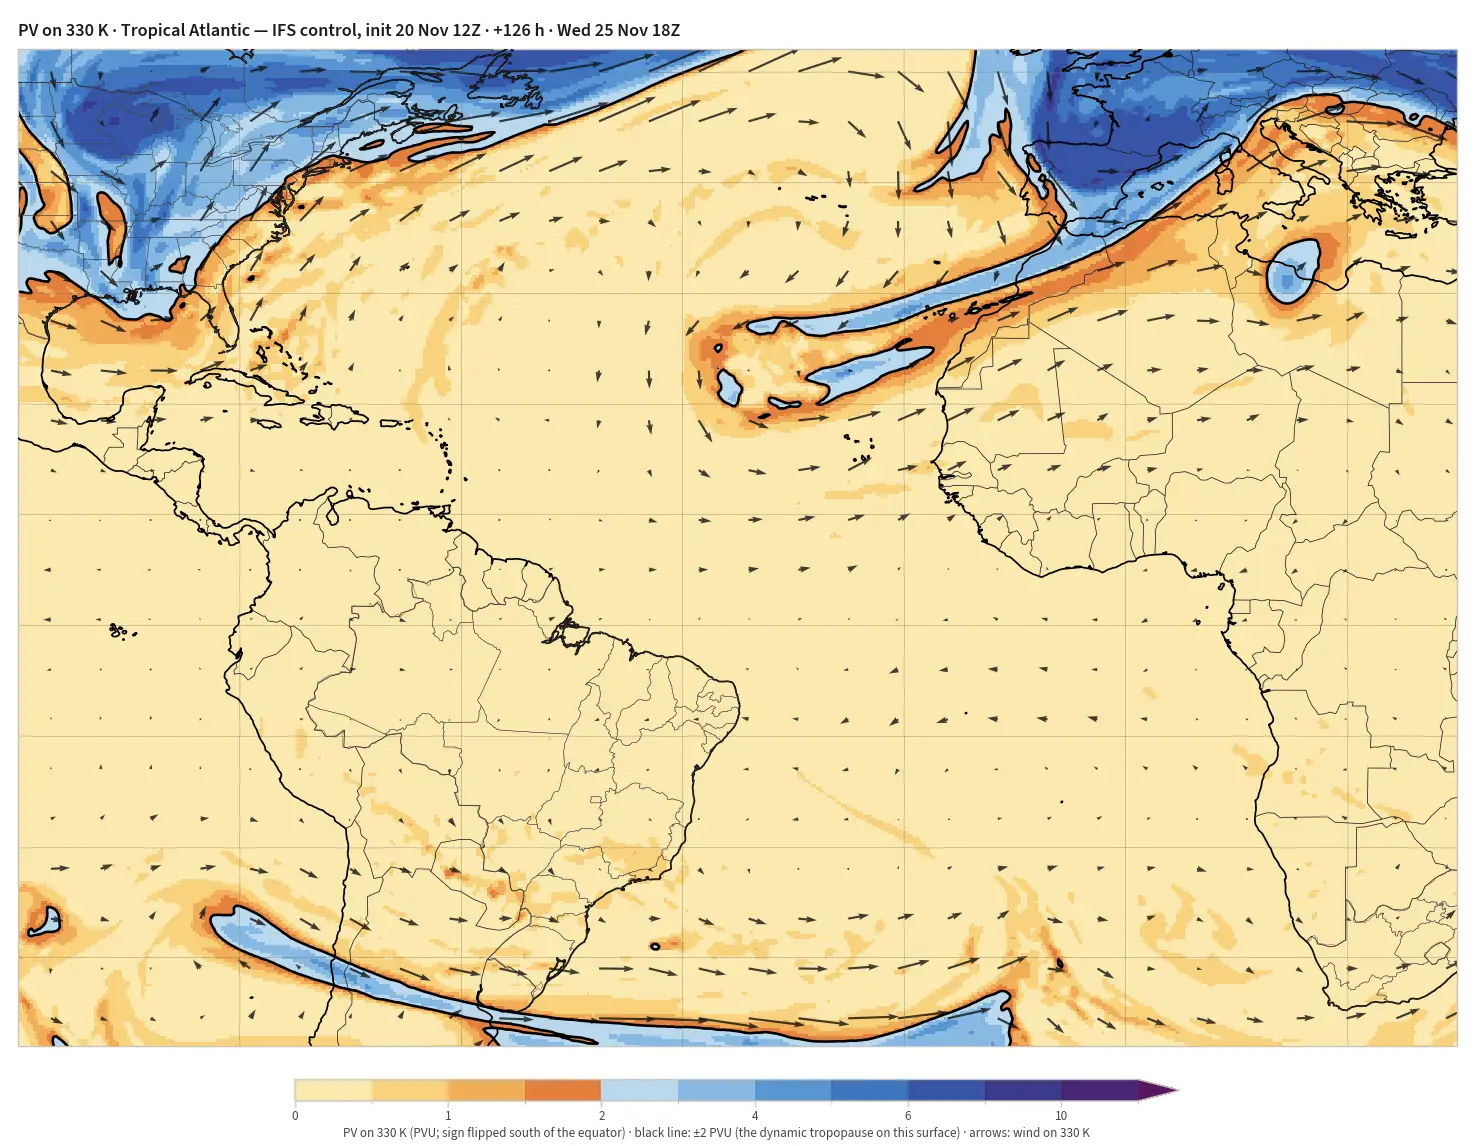 PV on 330 K · Tropical Atlantic — IFS control, init 20 Nov 12Z · +126 h · Wed 25 Nov 18Z
0 1 2 4 6 8 10
PV on 330 K (PVU; sign flipped south of the equator) · black line: ±2 PVU (the dynamic tropopause on this surface) · arrows: wind on 330 K